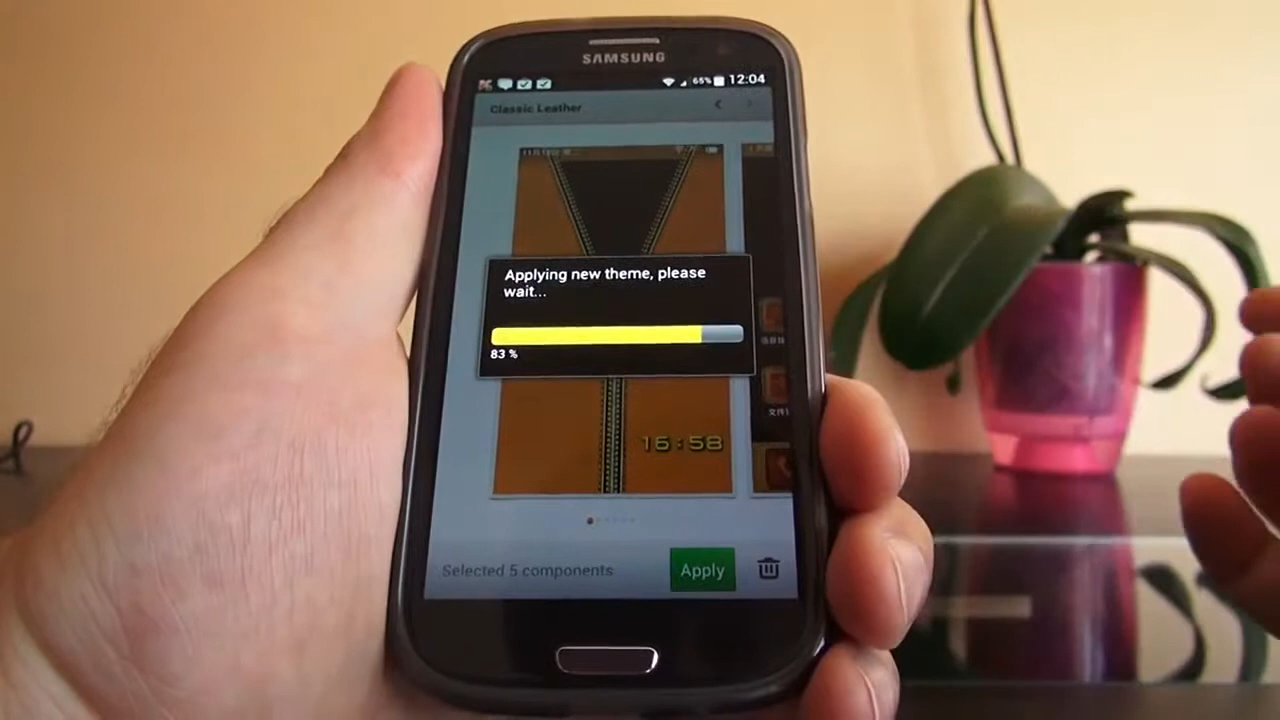 SAMSUNG
65% 12:04
Classic Leather
Applying new theme, please
wait...
83 %
16:58
Selected 5 components
Apply